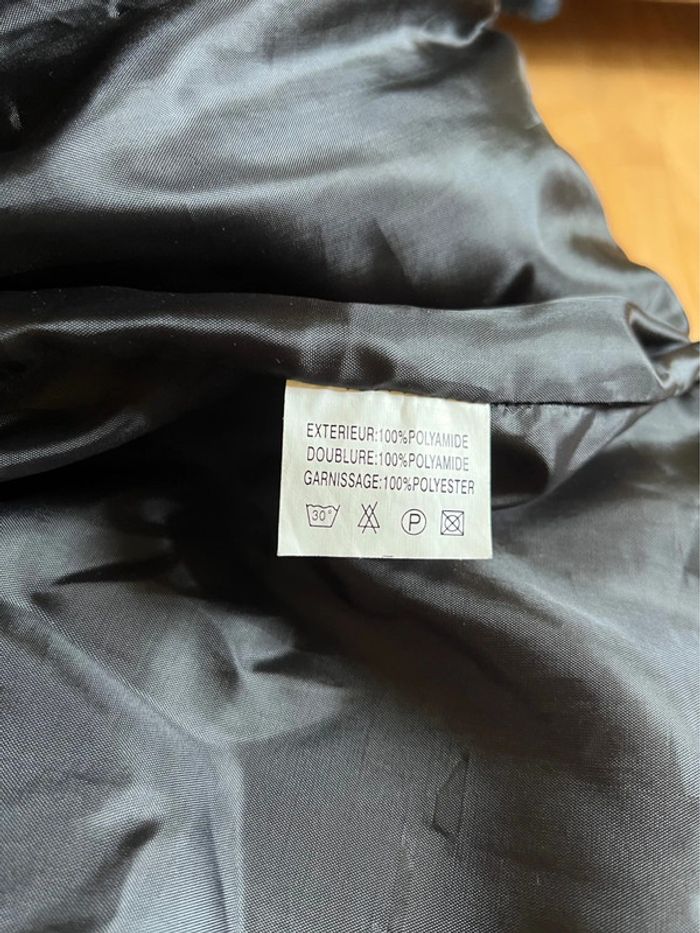 EXTERIEUR:100%POLYAMIDE
DOUBLURE:100%POLYAMIDE
GARNISSAGE:100%POLYESTER
30° P